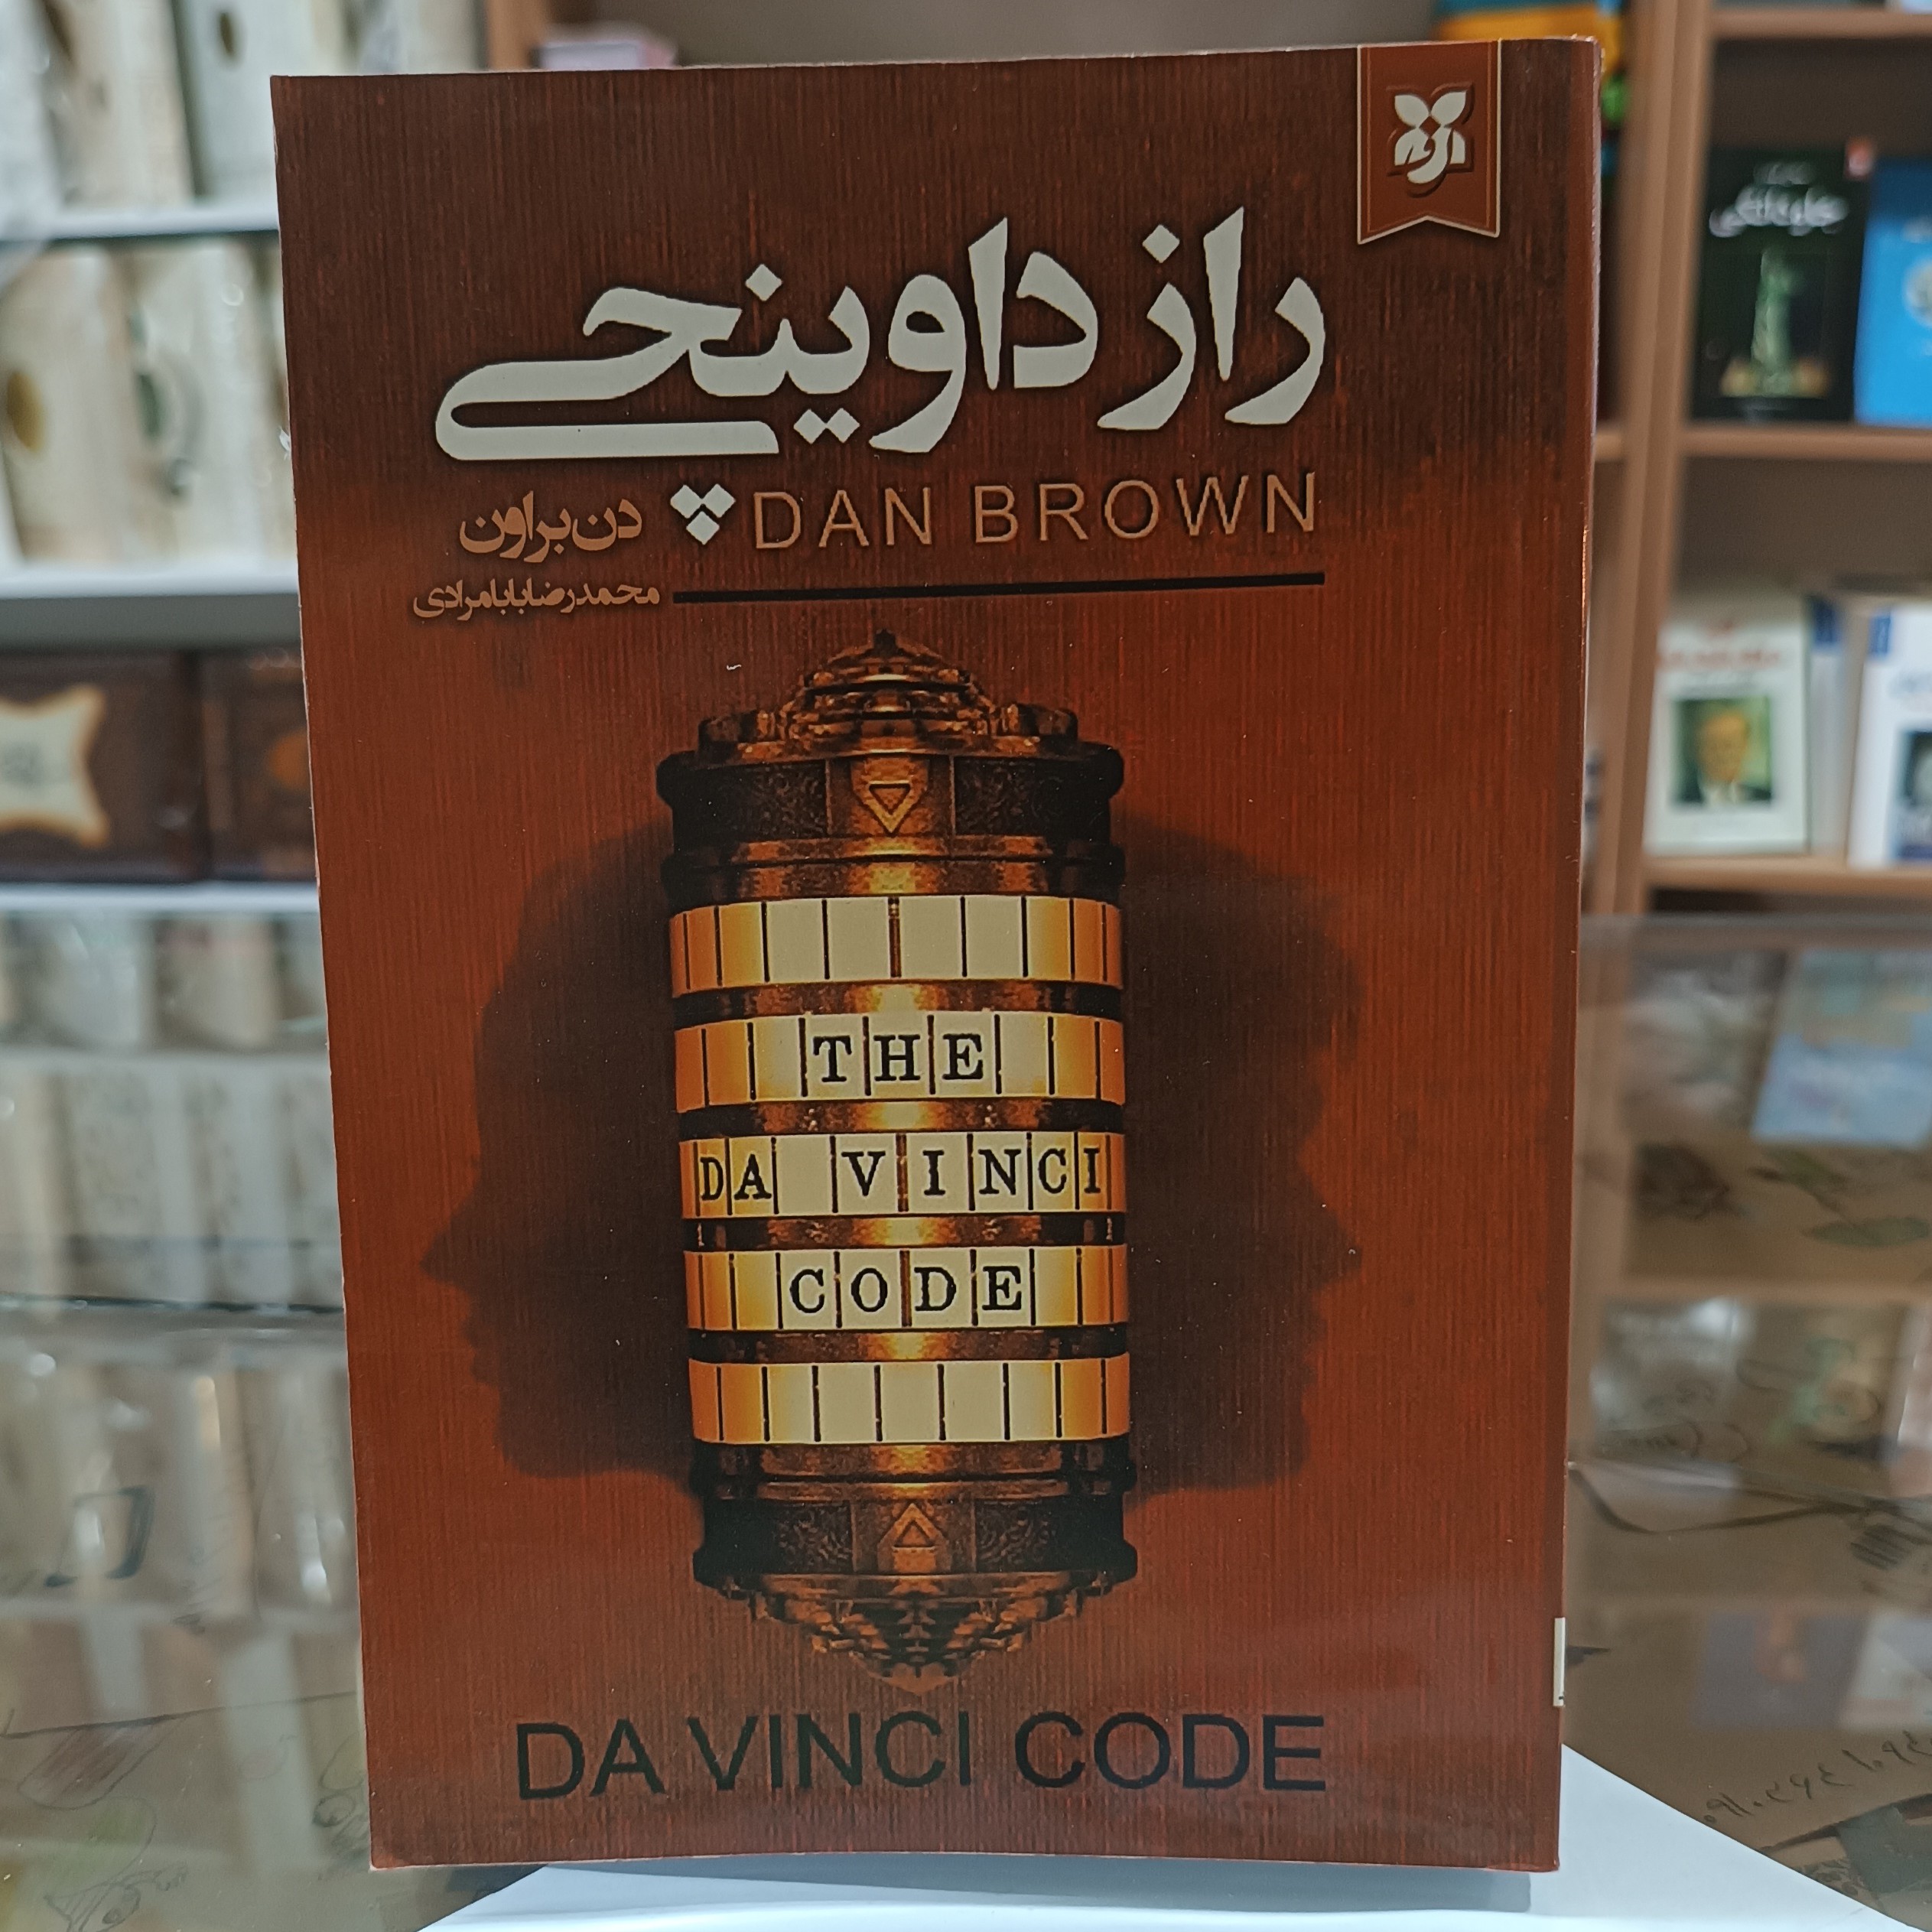 راز داوینچی
DAN BROWN
دن براون
محمدرضا بابامرادی
THE
DA VINCI
CODE
DA VINCI CODE